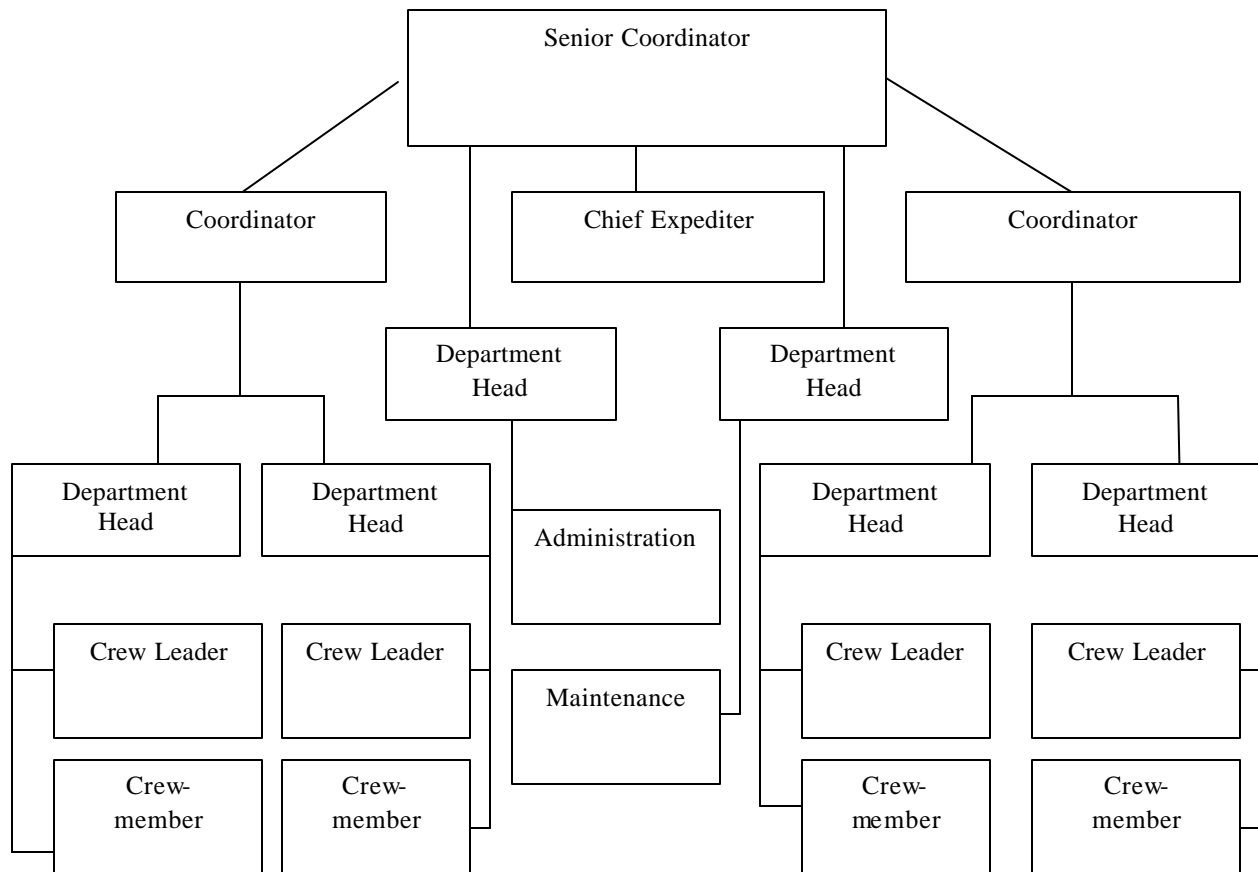 Senior Coordinator
Coordinator
Chief Expediter
Coordinator
Department
Head
Department
Head
Department
Head
Department
Head
Department
Head
Department
Head
Administration
Crew Leader
Crew Leader
Crew Leader
Crew Leader
Maintenance
Crew-
member
Crew-
member
Crew-
member
Crew-
member